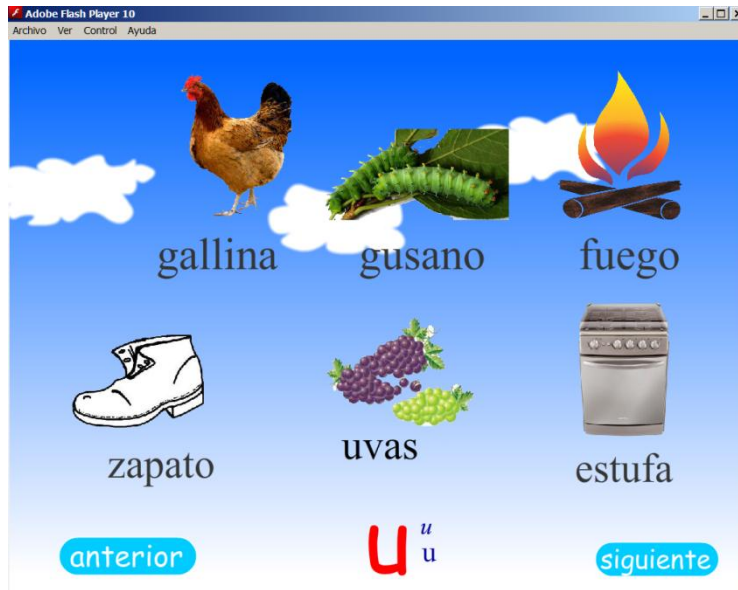 Adobe Flash Player 10
Archivo Ver Control Ayuda
gallina gusano fuego
zapato uvas estufa
u
u
u
anterior siguiente